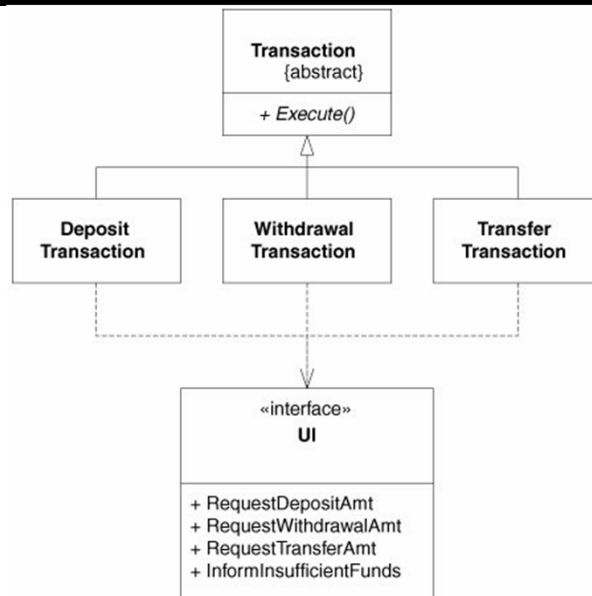 Transaction
{abstract}
+ Execute()
Deposit
Transaction
Withdrawal
Transaction
Transfer
Transaction
«interface»
UI
+ RequestDepositAmt
+ RequestWithdrawalAmt
+ RequestTransferAmt
+ InformInsufficientFunds